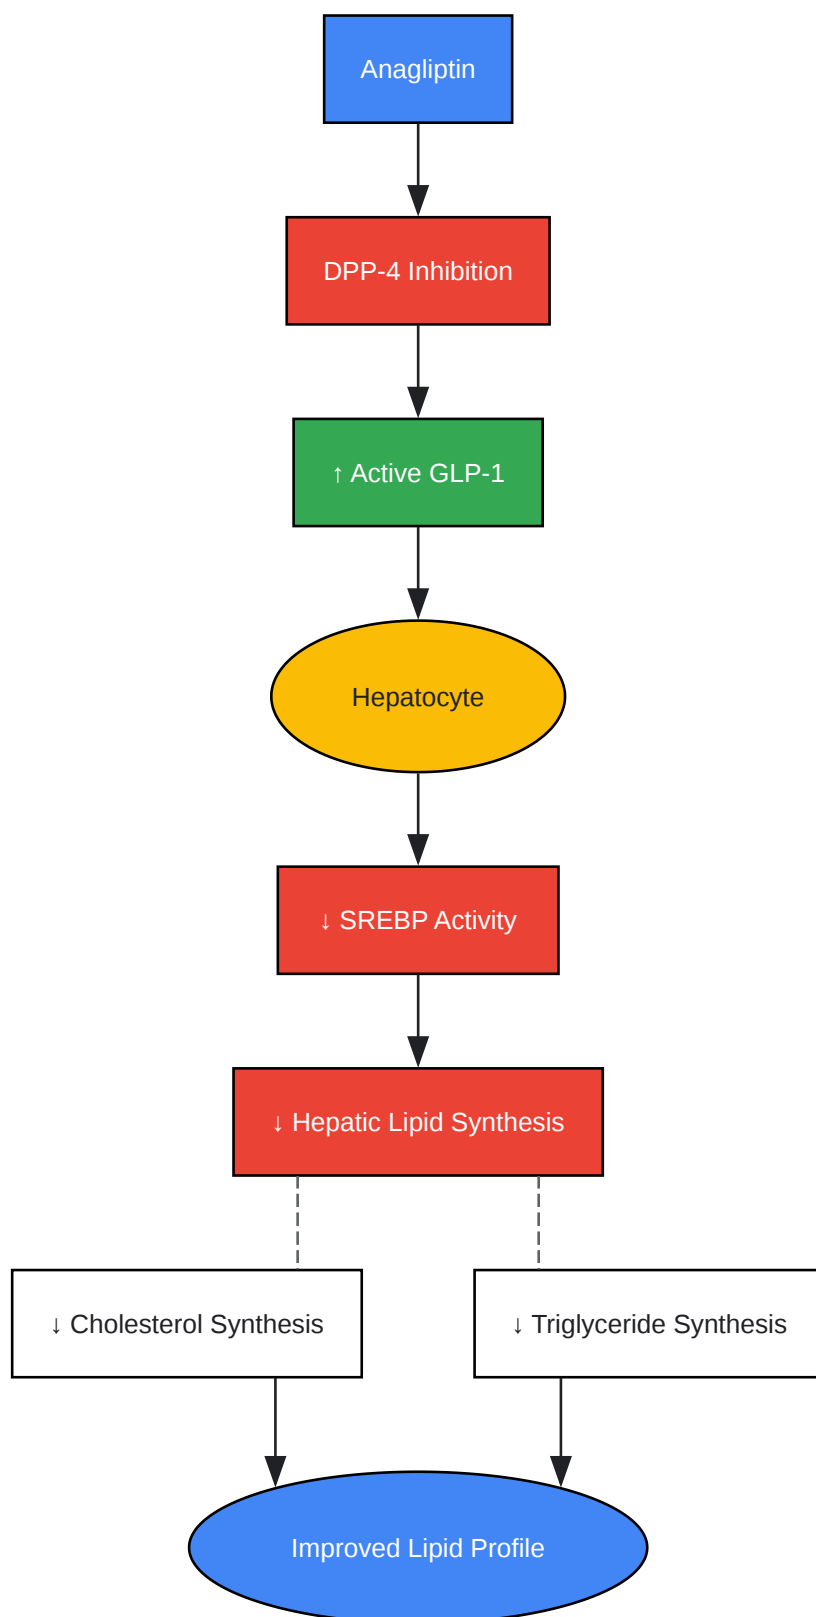 Anagliptin
DPP-4 Inhibition
↑ Active GLP-1
Hepatocyte
↓ SREBP Activity
↓ Hepatic Lipid Synthesis
↓ Cholesterol Synthesis
↓ Triglyceride Synthesis
Improved Lipid Profile